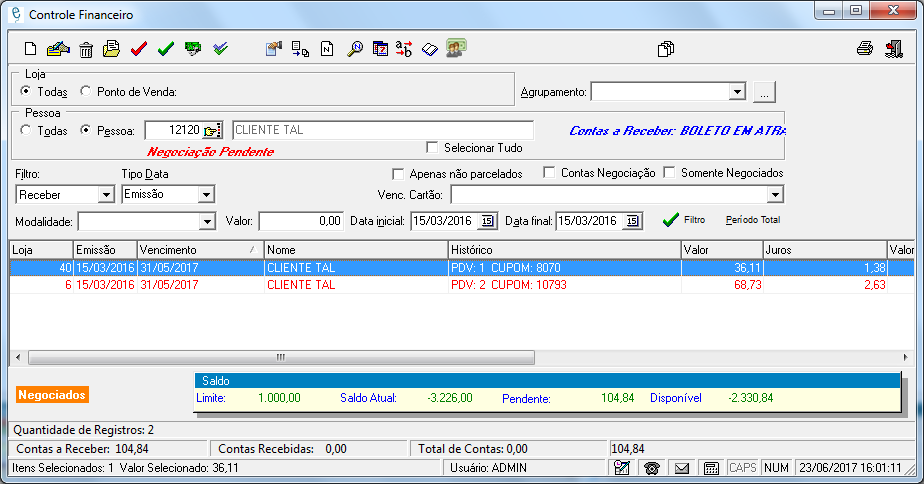 Controle Financeiro
Loja
Todas Ponto de Venda:
Agrupamento:
...
Pessoa
Todas Pessoa: 12120 CLIENTE TAL
Contas a Receber: BOLETO EM ATRA
Negociação Pendente
Selecionar Tudo
Filtro: Tipo Data
Apenas não parcelados Contas Negociação Somente Negociados
Receber Emissão Venc. Cartão:
Modalidade: Valor: 0,00 Data inicial: 15/03/2016 15 Data final: 15/03/2016 15 Filtro Período Total
Loja Emissão Vencimento Nome Histórico Valor Juros Valor
40 15/03/2016 31/05/2017 CLIENTE TAL PDV: 1 CUPOM: 8070 36,11 1,38
6 15/03/2016 31/05/2017 CLIENTE TAL PDV: 2 CUPOM: 10793 68,73 2,63
Saldo
Negociados
Limite: 1.000,00 Saldo Atual: -3.226,00 Pendente: 104,84 Disponível -2.330,84
Quantidade de Registros: 2
Contas a Receber: 104,84 Contas Recebidas: 0,00 Total de Contas: 0,00 104,84
Itens Selecionados: 1 Valor Selecionado: 36,11 Usuário: ADMIN CAPS NUM 23/06/2017 16:01:11